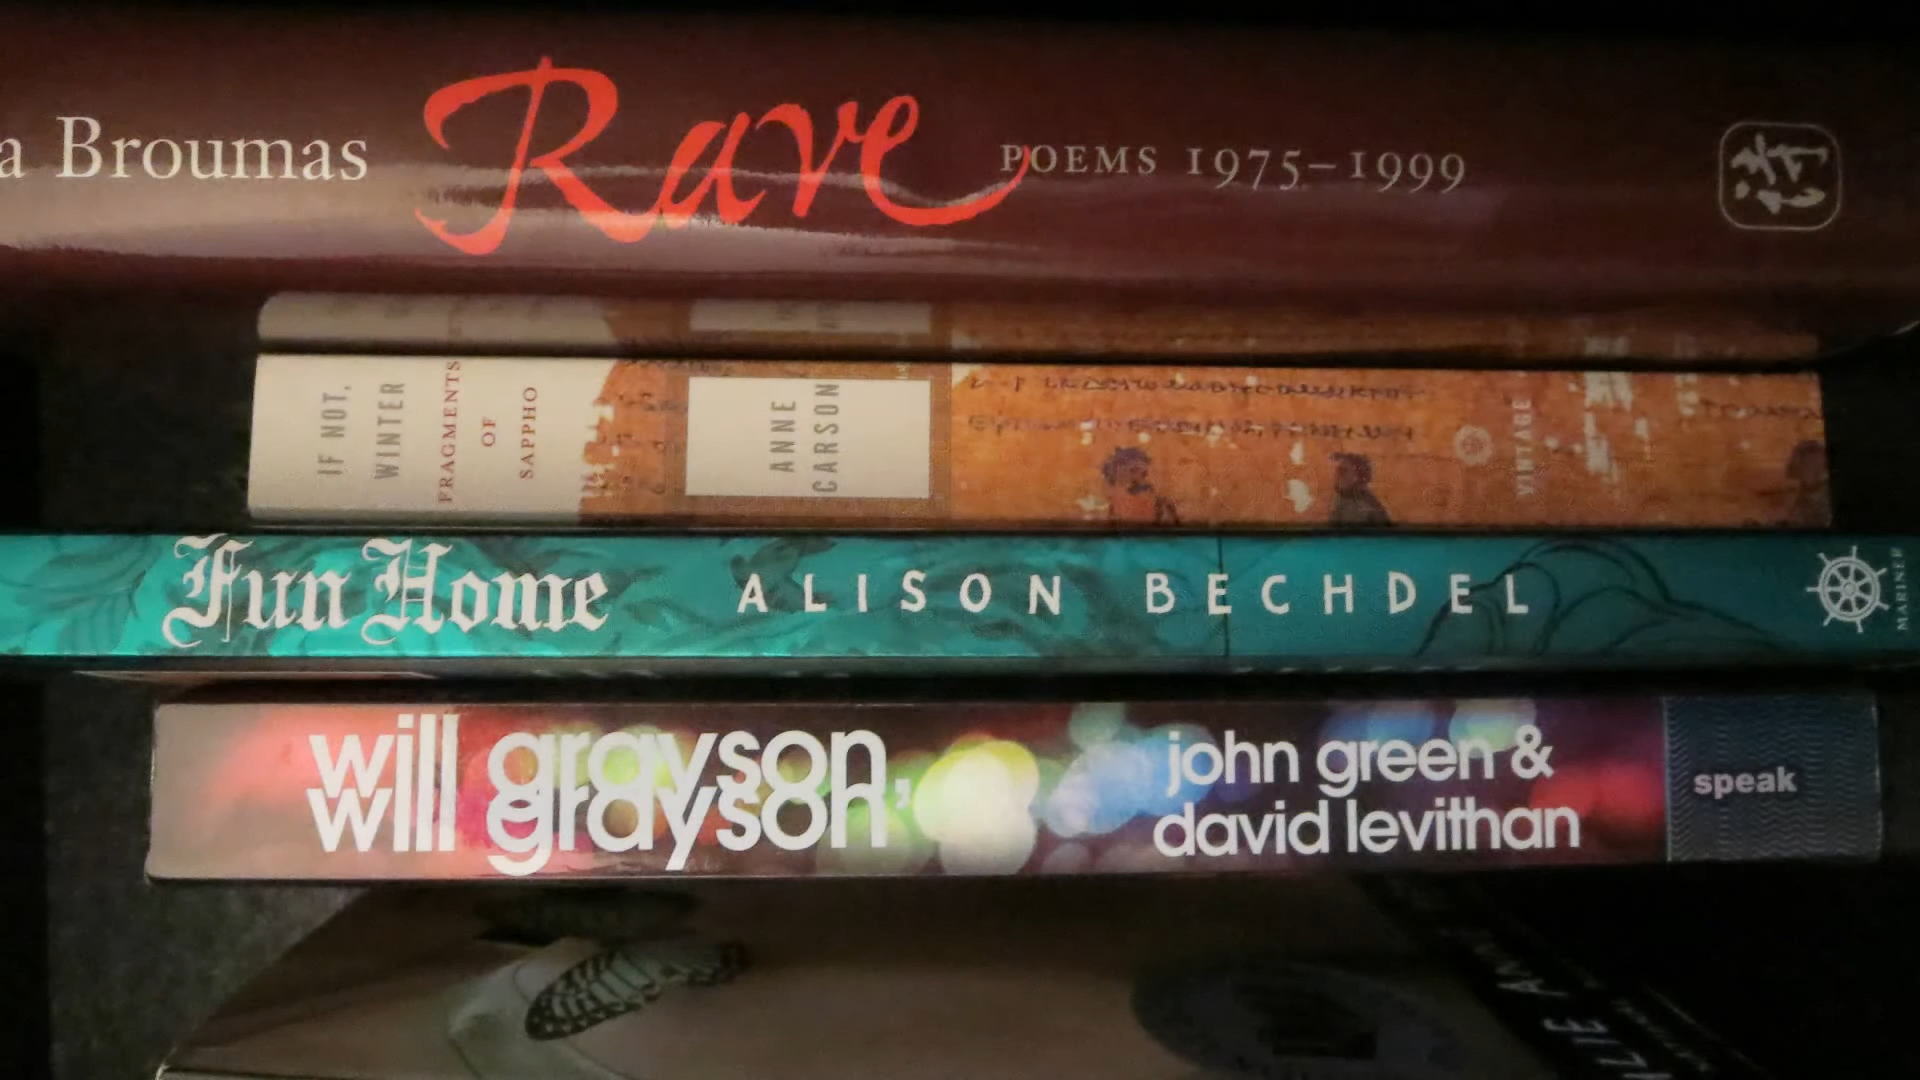 a Broumas Rave POEMS 1975–1999
IF NOT,
WINTER
FRAGMENTS
OF
SAPPHO
ANNE
CARSON
VINTAGE
Fun Home ALISON BECHDEL MARINER
will grayson,
will grayson
john green &
david levithan
speak